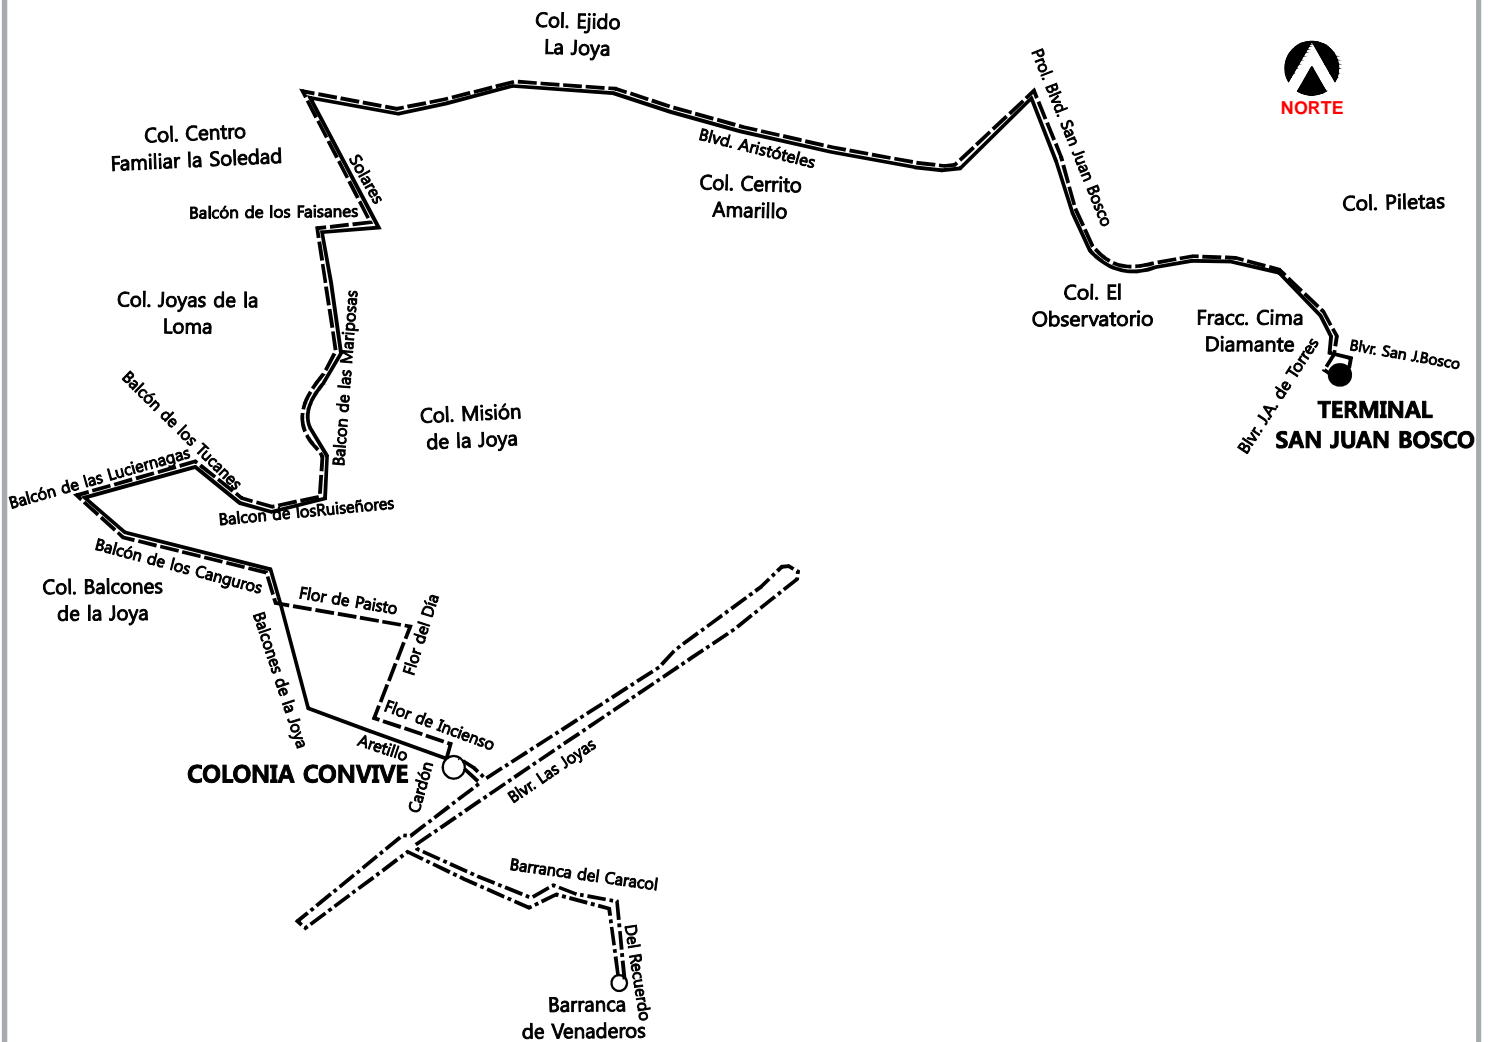 Col. Ejido
La Joya
NORTE
Prol. Blvd. San Juan Bosco
Col. Centro
Familiar la Soledad
Solares
Blvd. Aristóteles
Col. Cerrito
Amarillo
Col. Piletas
Balcón de los Faisanes
Col. Joyas de la
Loma
Balcon de las Mariposas
Col. El
Observatorio
Fracc. Cima
Diamante
Blvr. San J.Bosco
Blvr. J.A. de Torres
TERMINAL
SAN JUAN BOSCO
Col. Misión
de la Joya
Balcón de los Tucanes
Balcón de las Luciernagas
Balcon de losRuiseñores
Balcón de los Canguros
Col. Balcones
de la Joya
Flor de Paisto
Flor del Día
Balcones de la Joya
Flor de Incienso
Aretillo
COLONIA CONVIVE
Cardón
Blvr. Las Joyas
Barranca del Caracol
Del Recuerdo
Barranca
de Venaderos